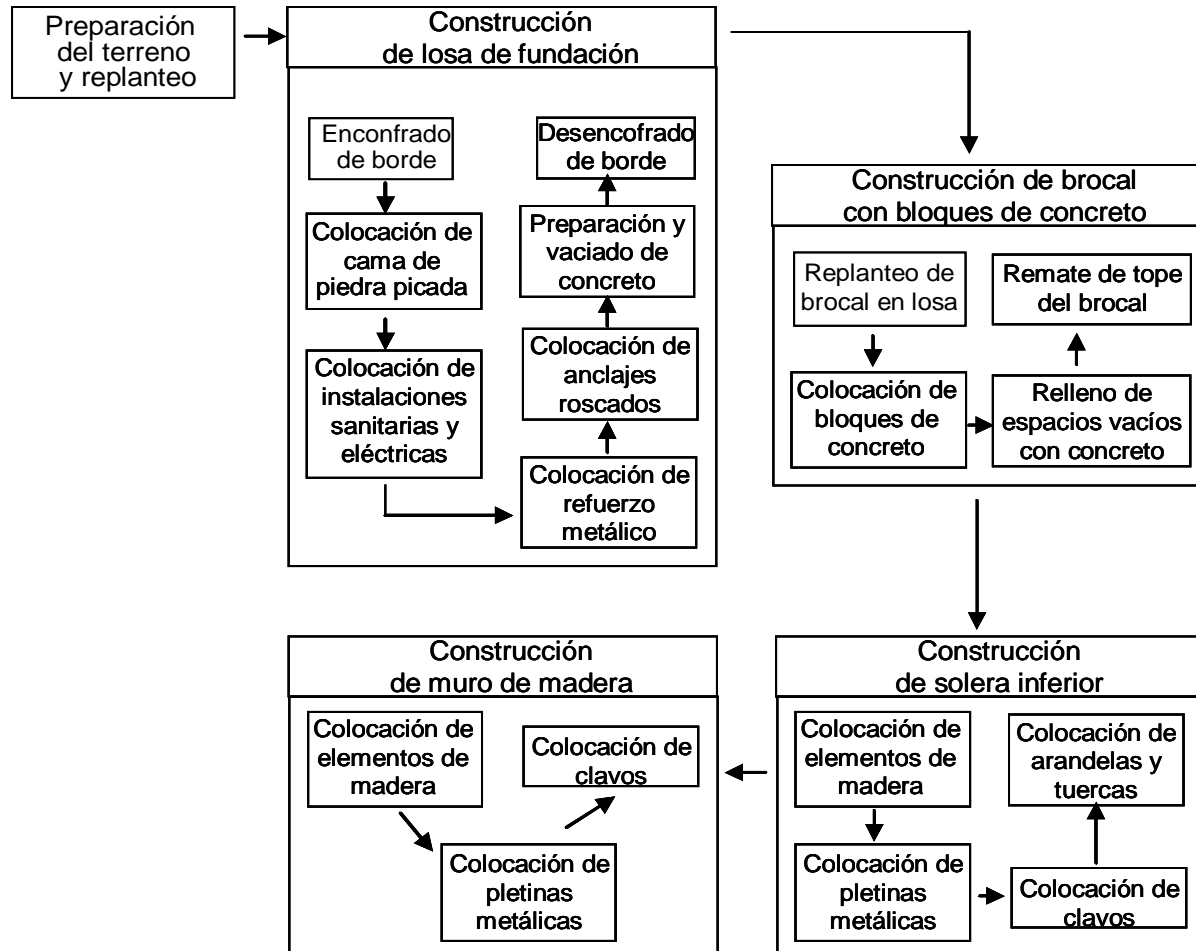 Preparación
del terreno
y replanteo
Construcción
de losa de fundación
Enconfrado
de borde
Colocación de
cama de
piedra picada
Colocación de
instalaciones
sanitarias y
eléctricas
Colocación de
refuerzo
metálico
Colocación de
anclajes
roscados
Preparación y
vaciado de
concreto
Desencofrado
de borde
Construcción de brocal
con bloques de concreto
Replanteo de
brocal en losa
Colocación de
bloques de
concreto
Relleno de
espacios vacíos
con concreto
Remate de tope
del brocal
Construcción
de solera inferior
Colocación de
elementos de
madera
Colocación de
pletinas
metálicas
Colocación de
clavos
Colocación de
arandelas y
tuercas
Construcción
de muro de madera
Colocación de
elementos de
madera
Colocación de
pletinas
metálicas
Colocación de
clavos